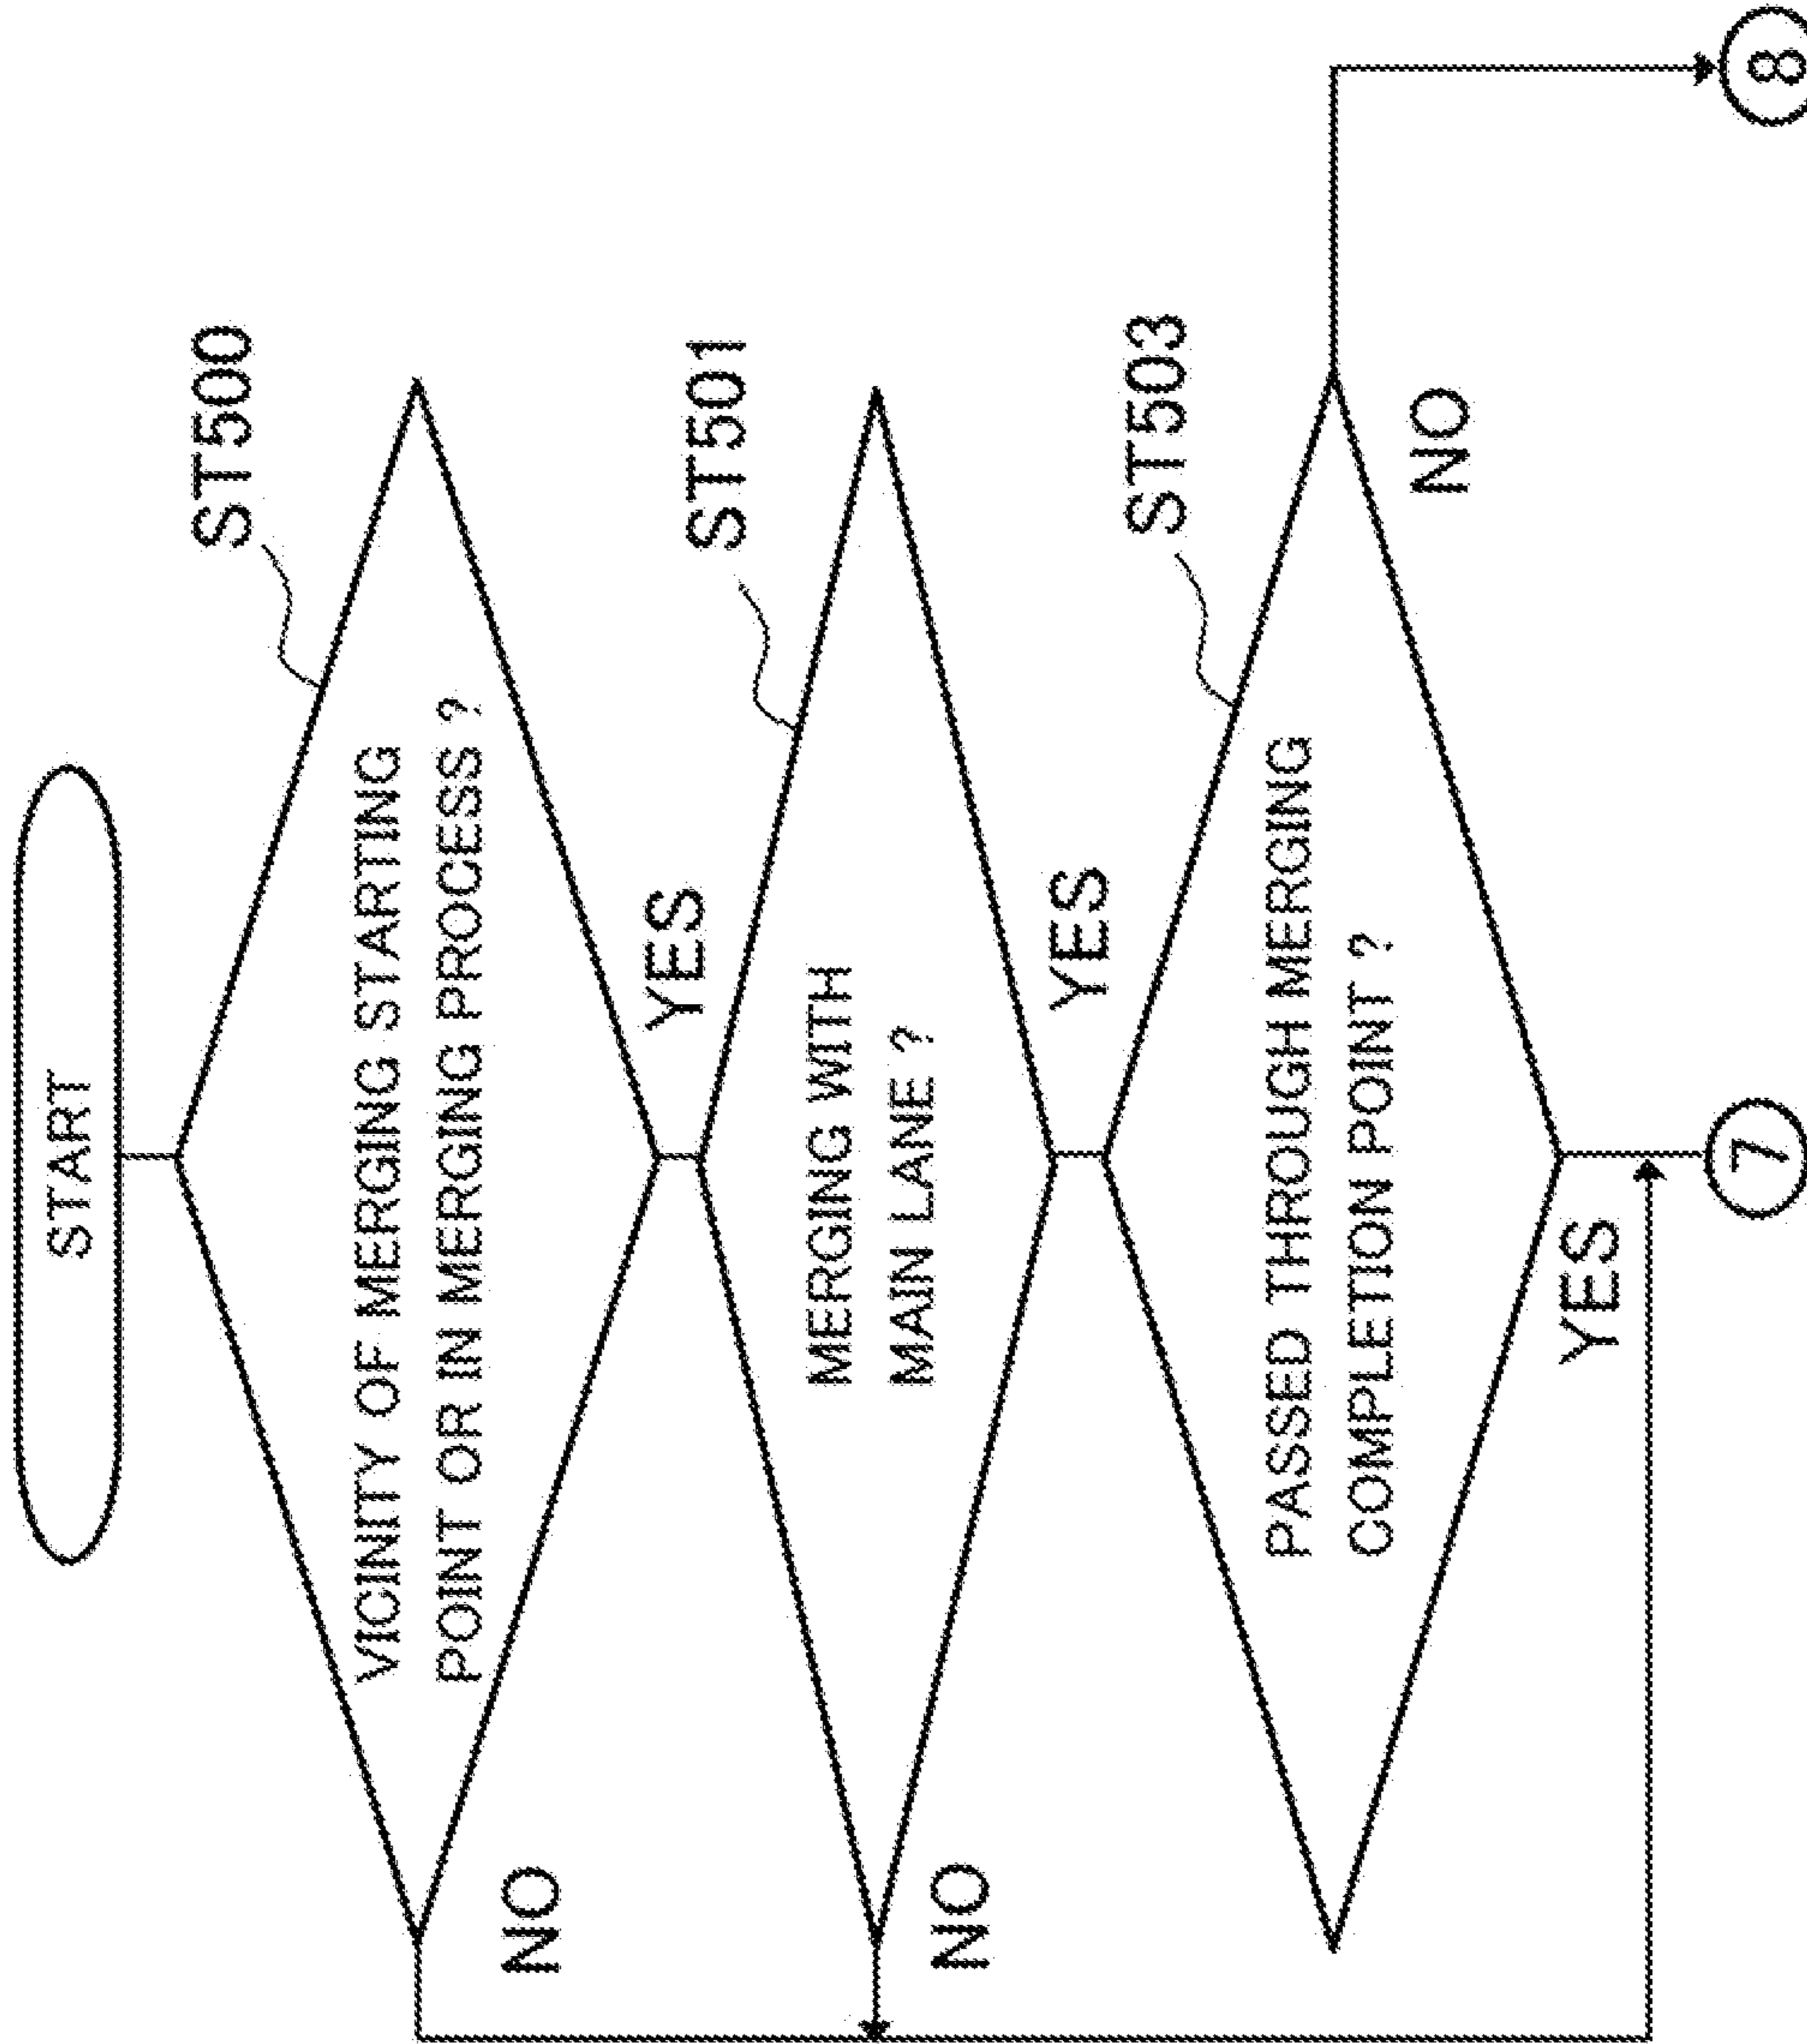 START
ST500
VICINITY OF MERGING STARTING
POINT OR IN MERGING PROCESS ?
NO
YES
ST501
MERGING WITH
MAIN LANE ?
NO
YES
ST503
PASSED THROUGH MERGING
COMPLETION POINT ?
NO
YES
7
8